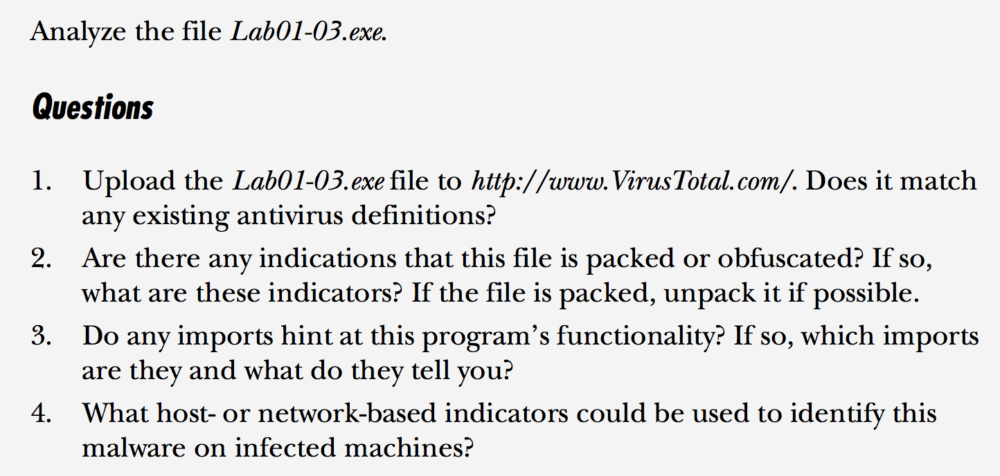 Analyze the file Lab01-03.exe.
Questions
1. Upload the Lab01-03.exe file to http://www.VirusTotal.com/. Does it match
any existing antivirus definitions?
2. Are there any indications that this file is packed or obfuscated? If so,
what are these indicators? If the file is packed, unpack it if possible.
3. Do any imports hint at this program’s functionality? If so, which imports
are they and what do they tell you?
4. What host- or network-based indicators could be used to identify this
malware on infected machines?